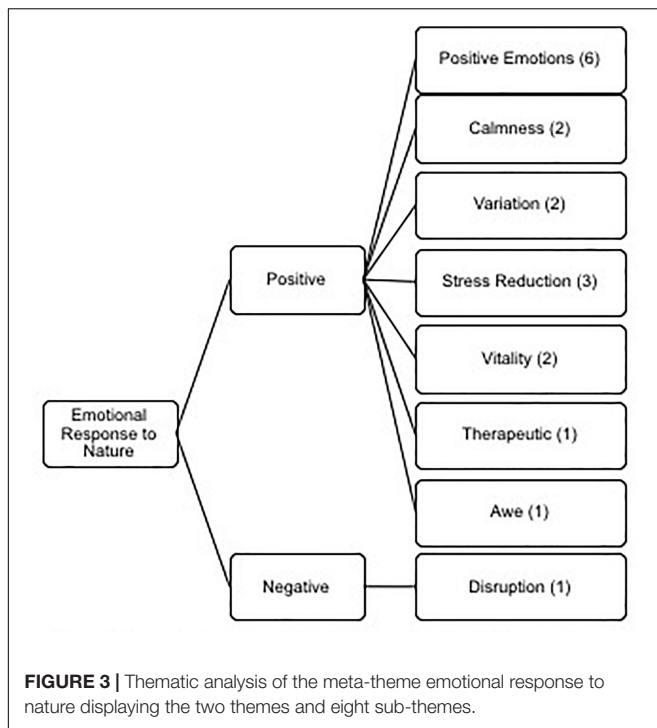 Positive Emotions (6)
Calmness (2)
Variation (2)
Positive
Stress Reduction (3)
Vitality (2)
Emotional
Response to
Nature
Therapeutic (1)
Awe (1)
Negative
Disruption (1)
FIGURE 3 | Thematic analysis of the meta-theme emotional response to
nature displaying the two themes and eight sub-themes.